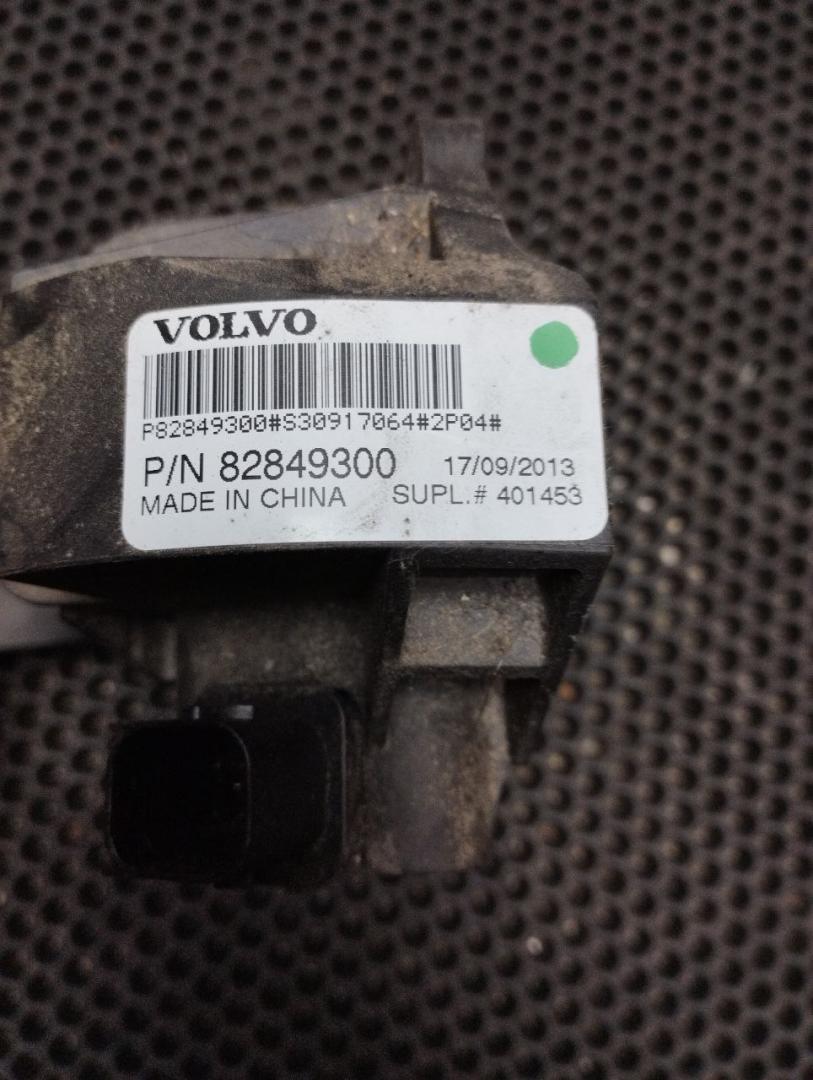 VOLVO
P82849300#S30917064#2P04#
P/N 82849300 17/09/2013
MADE IN CHINA SUPL.# 401453